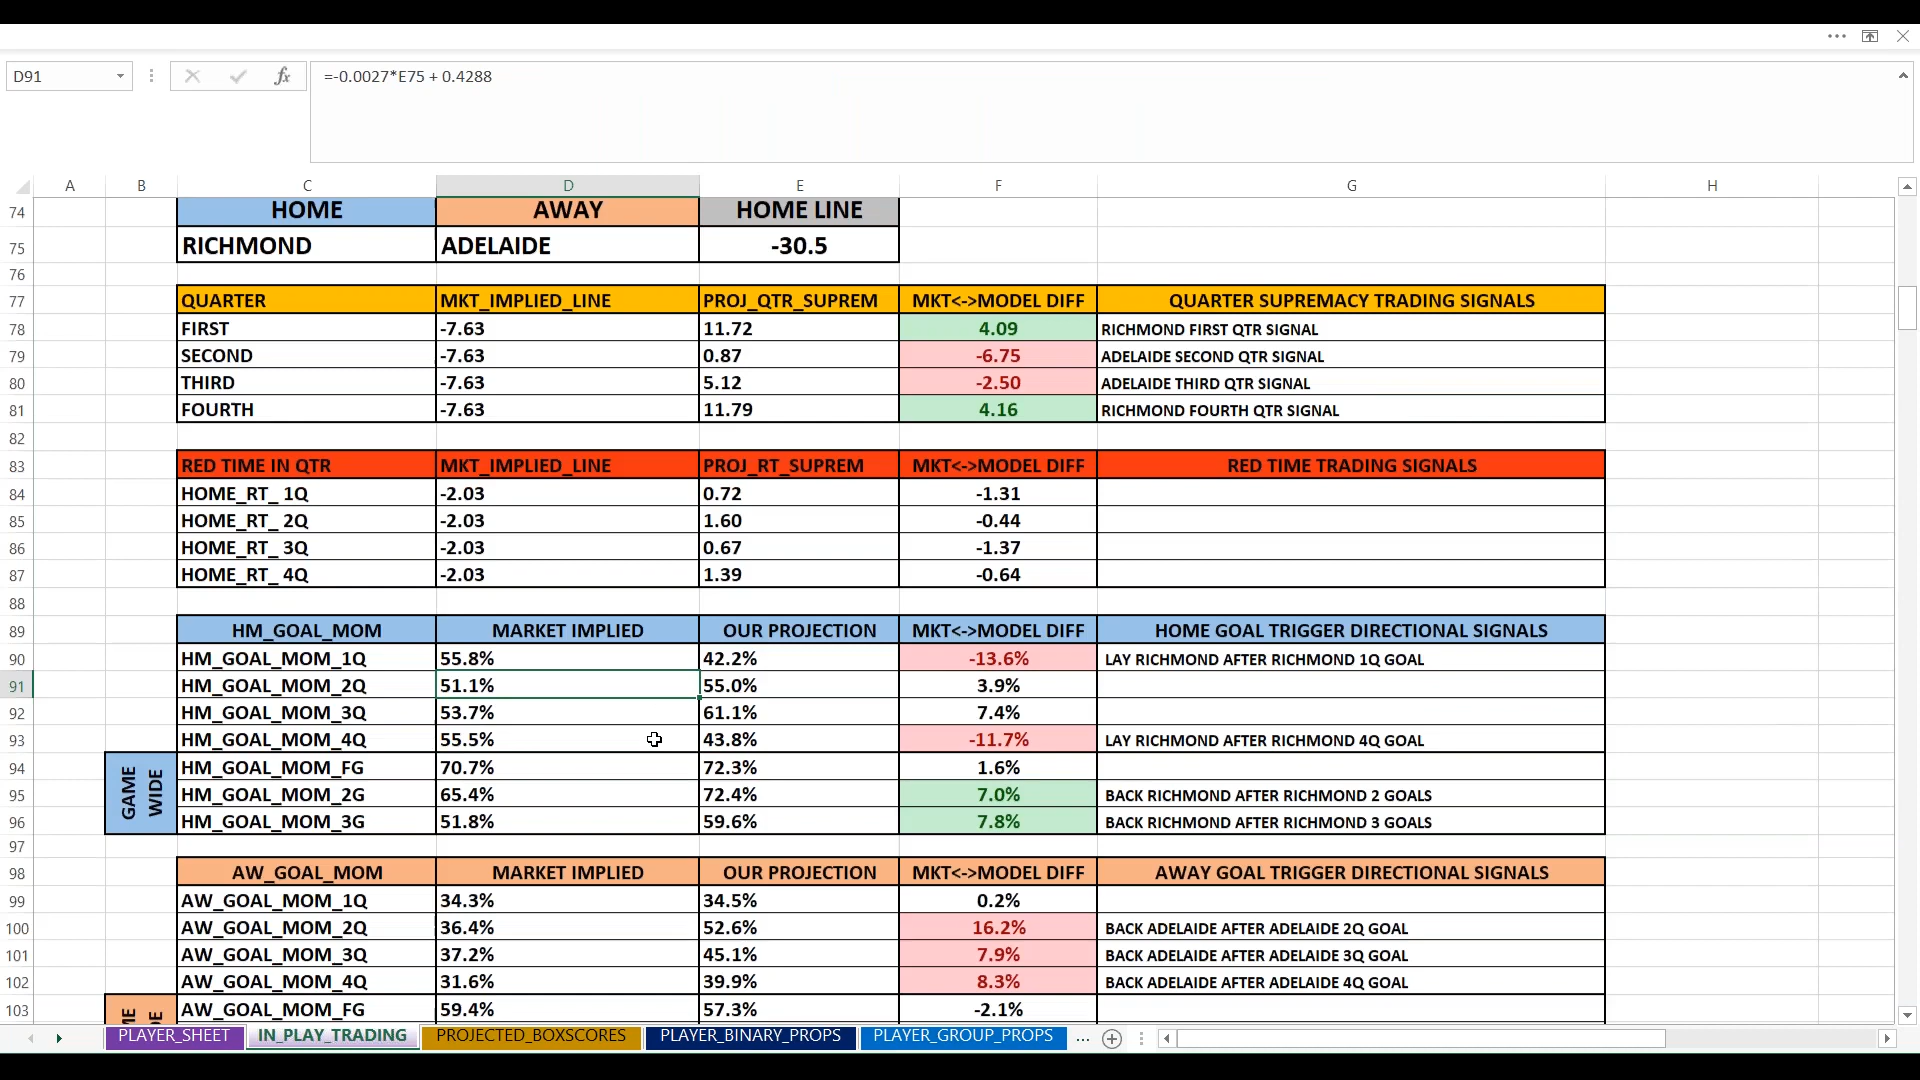 D91 fx =-0.0027*E75 + 0.4288
A B C D E F G H
74 HOME AWAY HOME LINE
75 RICHMOND ADELAIDE -30.5
76
77 QUARTER MKT_IMPLIED_LINE PROJ_QTR_SUPREM MKT<->MODEL DIFF QUARTER SUPREMACY TRADING SIGNALS
78 FIRST -7.63 11.72 4.09 RICHMOND FIRST QTR SIGNAL
79 SECOND -7.63 0.87 -6.75 ADELAIDE SECOND QTR SIGNAL
80 THIRD -7.63 5.12 -2.50 ADELAIDE THIRD QTR SIGNAL
81 FOURTH -7.63 11.79 4.16 RICHMOND FOURTH QTR SIGNAL
82
83 RED TIME IN QTR MKT_IMPLIED_LINE PROJ_RT_SUPREM MKT<->MODEL DIFF RED TIME TRADING SIGNALS
84 HOME_RT_ 1Q -2.03 0.72 -1.31
85 HOME_RT_ 2Q -2.03 1.60 -0.44
86 HOME_RT_ 3Q -2.03 0.67 -1.37
87 HOME_RT_ 4Q -2.03 1.39 -0.64
88
89 HM_GOAL_MOM MARKET IMPLIED OUR PROJECTION MKT<->MODEL DIFF HOME GOAL TRIGGER DIRECTIONAL SIGNALS
90 HM_GOAL_MOM_1Q 55.8% 42.2% -13.6% LAY RICHMOND AFTER RICHMOND 1Q GOAL
91 HM_GOAL_MOM_2Q 51.1% 55.0% 3.9%
92 HM_GOAL_MOM_3Q 53.7% 61.1% 7.4%
93 HM_GOAL_MOM_4Q 55.5% 43.8% -11.7% LAY RICHMOND AFTER RICHMOND 4Q GOAL
GAME
WIDE
94 HM_GOAL_MOM_FG 70.7% 72.3% 1.6%
95 HM_GOAL_MOM_2G 65.4% 72.4% 7.0% BACK RICHMOND AFTER RICHMOND 2 GOALS
96 HM_GOAL_MOM_3G 51.8% 59.6% 7.8% BACK RICHMOND AFTER RICHMOND 3 GOALS
97
98 AW_GOAL_MOM MARKET IMPLIED OUR PROJECTION MKT<->MODEL DIFF AWAY GOAL TRIGGER DIRECTIONAL SIGNALS
99 AW_GOAL_MOM_1Q 34.3% 34.5% 0.2%
100 AW_GOAL_MOM_2Q 36.4% 52.6% 16.2% BACK ADELAIDE AFTER ADELAIDE 2Q GOAL
101 AW_GOAL_MOM_3Q 37.2% 45.1% 7.9% BACK ADELAIDE AFTER ADELAIDE 3Q GOAL
102 AW_GOAL_MOM_4Q 31.6% 39.9% 8.3% BACK ADELAIDE AFTER ADELAIDE 4Q GOAL
103 AW_GOAL_MOM_FG 59.4% 57.3% -2.1%
PLAYER_SHEET IN_PLAY_TRADING PROJECTED_BOXSCORES PLAYER_BINARY_PROPS PLAYER_GROUP_PROPS ...